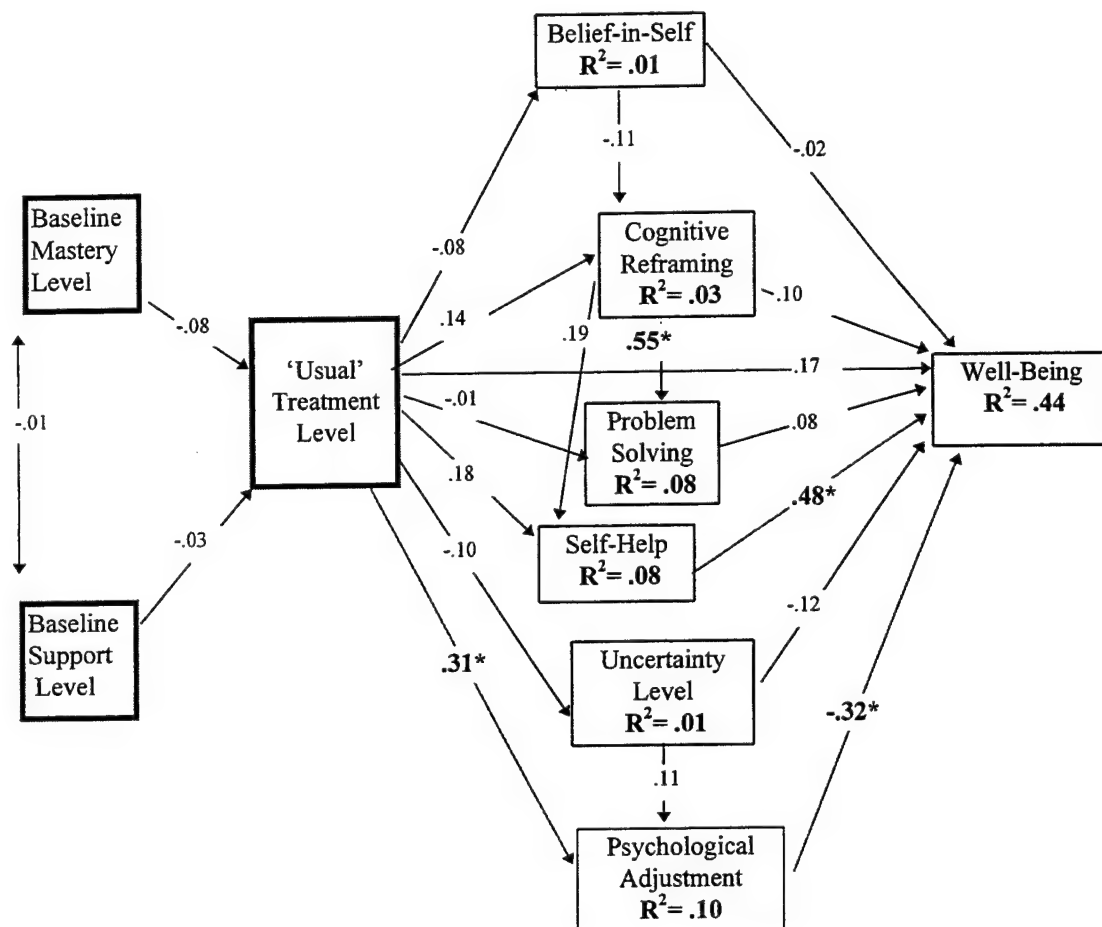 Belief-in-Self
R²= .01
-.11
-.02
Baseline
Mastery
Level
-.08
Cognitive
Reframing
R²= .03
-.08
.14
.19
.55*
.10
.17
-.01
'Usual'
Treatment
Level
Well-Being
R²= .44
-.01
Problem
Solving
R²= .08
.08
.18
.48*
-.03
Self-Help
R²= .08
-.10
-.12
Baseline
Support
Level
.31*
Uncertainty
Level
R²= .01
-.32*
.11
Psychological
Adjustment
R²= .10